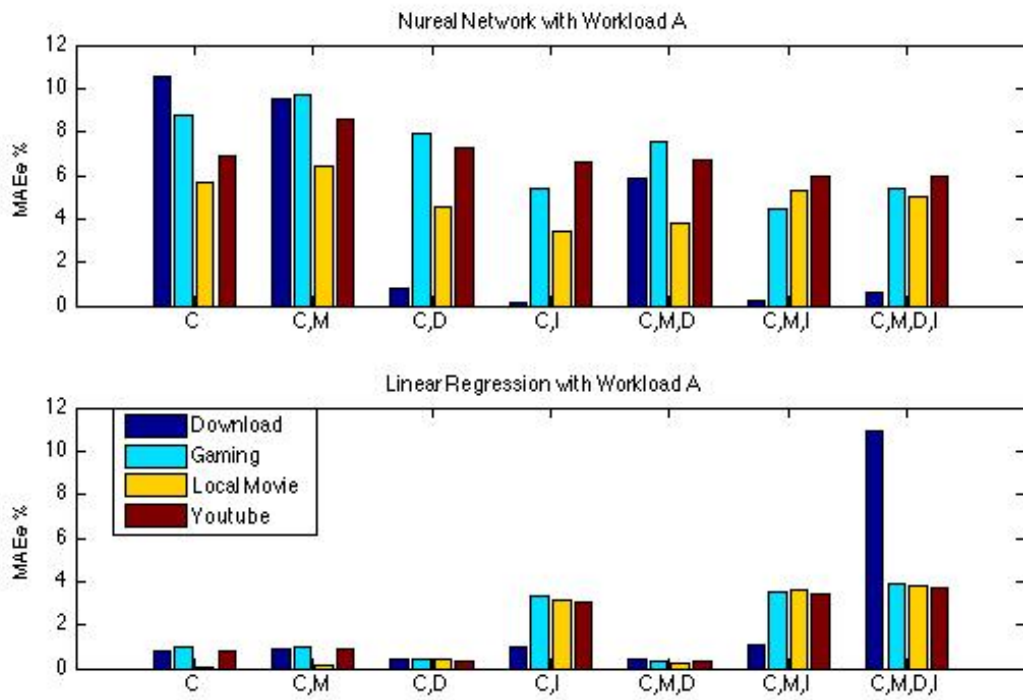 Nureal Network with Workload A
12
10
8
6
4
2
0
MAEe %
C
C,M
C,D
C,I
C,M,D
C,M,I
C,M,D,I
Linear Regression with Workload A
12
10
8
6
4
2
0
MAEe %
Download
Gaming
Local Movie
Youtube
C
C,M
C,D
C,I
C,M,D
C,M,I
C,M,D,I